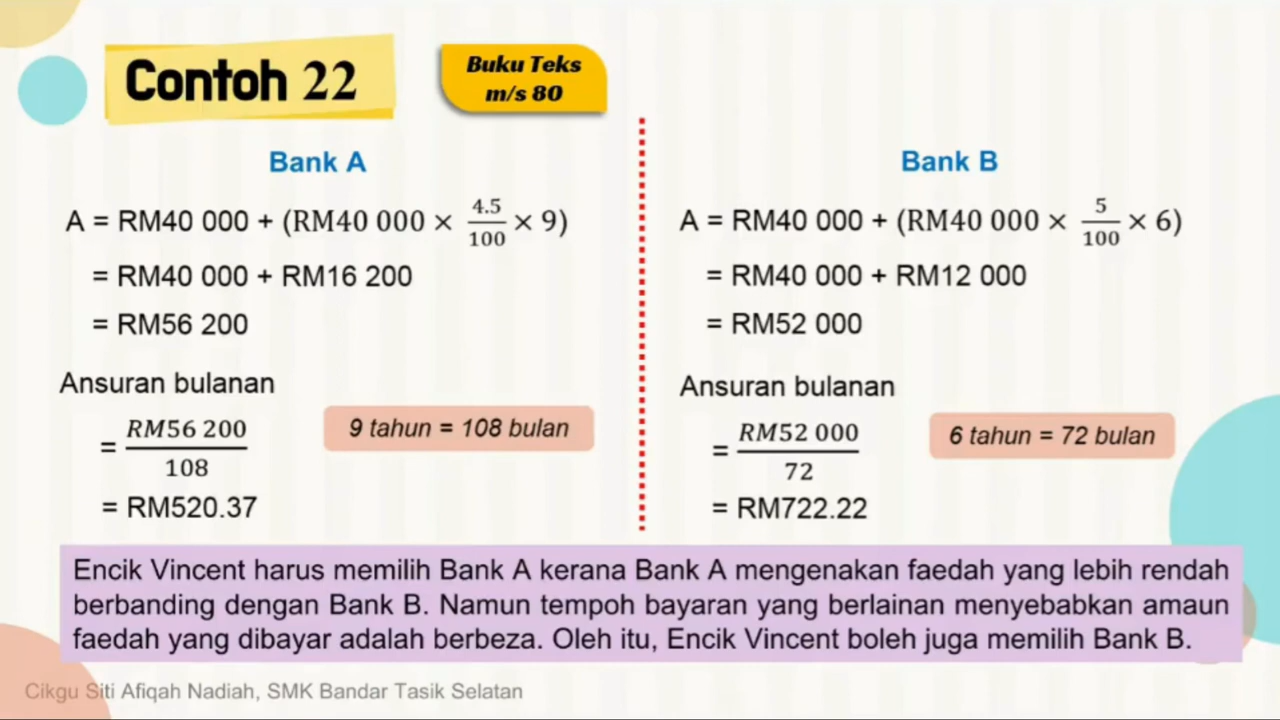 Contoh 22
Buku Teks
m/s 80
Bank A
A = RM40 000 + (RM40 000 × 4.5/100 × 9)
= RM40 000 + RM16 200
= RM56 200
Ansuran bulanan
= RM56 200/108
9 tahun = 108 bulan
= RM520.37
Bank B
A = RM40 000 + (RM40 000 × 5/100 × 6)
= RM40 000 + RM12 000
= RM52 000
Ansuran bulanan
= RM52 000/72
6 tahun = 72 bulan
= RM722.22
Encik Vincent harus memilih Bank A kerana Bank A mengenakan faedah yang lebih rendah
berbanding dengan Bank B. Namun tempoh bayaran yang berlainan menyebabkan amaun
faedah yang dibayar adalah berbeza. Oleh itu, Encik Vincent boleh juga memilih Bank B.
Cikgu Siti Afiqah Nadiah, SMK Bandar Tasik Selatan